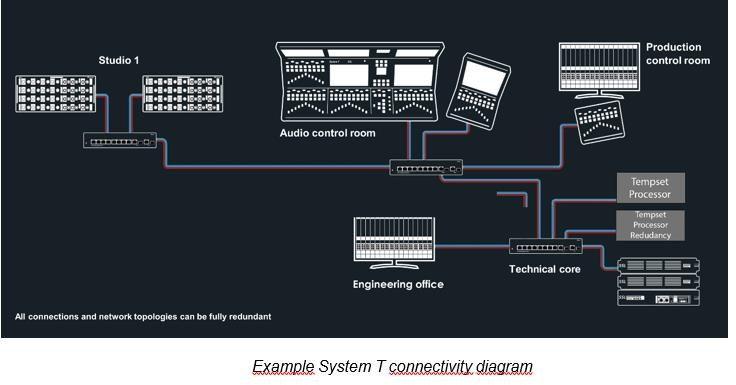 Studio 1
Production
control room
Audio control room
Tempset
Processor
Tempset
Processor
Redudancy
Technical core
Engineering office
All connections and network topologies can be fully redundant
Example System T connectivity diagram